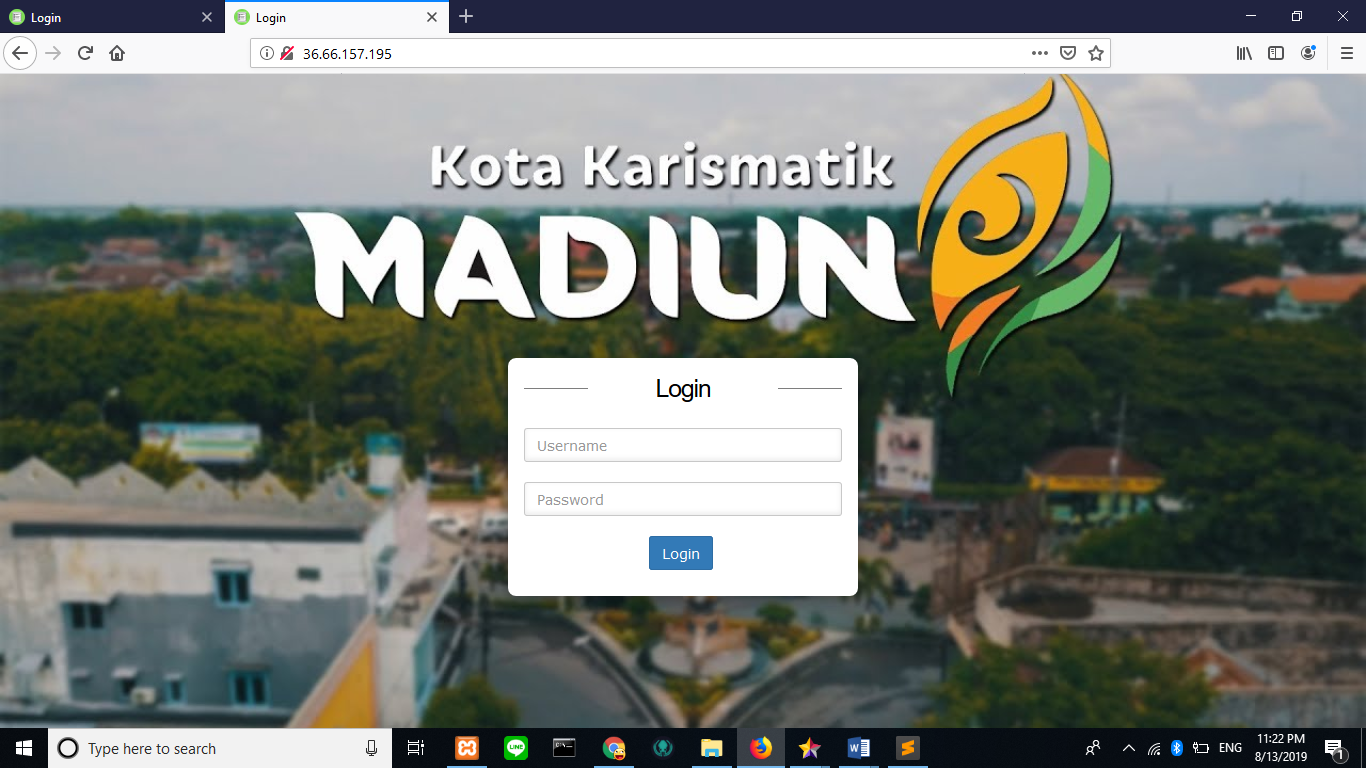 Login
Login
36.66.157.195
Kota Karismatik
MADIUN
Login
Username
Password
Login
Type here to search
ENG
11:22 PM
8/13/2019
1